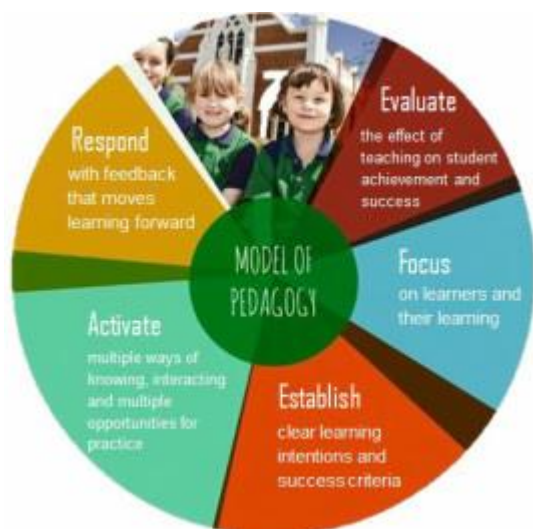 MODEL OF
PEDAGOGY
Evaluate
the effect of
teaching on student
achievement and
success
Focus
on learners and
their learning
Establish
clear learning
intentions and
success criteria
Activate
multiple ways of
knowing, interacting
and multiple
opportunities for
practice
Respond
with feedback
that moves
learning forward